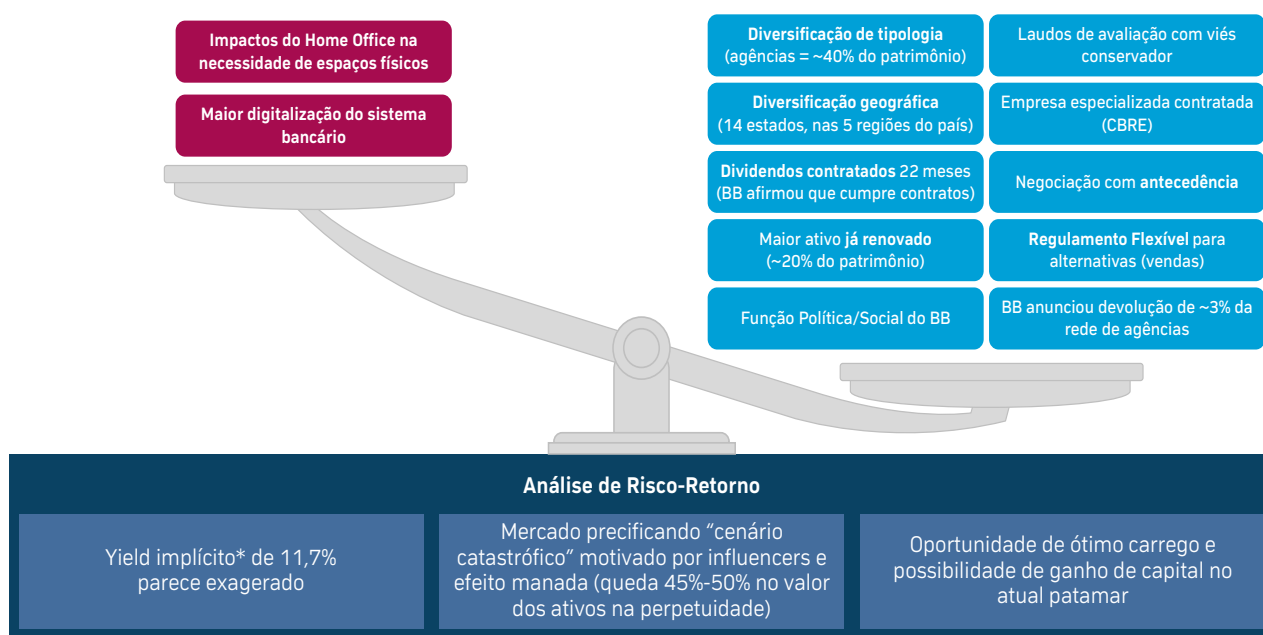 Impactos do Home Office na
necessidade de espaços físicos
Maior digitalização do sistema
bancário
Diversificação de tipologia
(agências = ~40% do patrimônio)
Laudos de avaliação com viés
conservador
Diversificação geográfica
(14 estados, nas 5 regiões do país)
Empresa especializada contratada
(CBRE)
Dividendos contratados 22 meses
(BB afirmou que cumpre contratos)
Negociação com antecedência
Maior ativo já renovado
(~20% do patrimônio)
Regulamento Flexível para
alternativas (vendas)
Função Política/Social do BB
BB anunciou devolução de ~3% da
rede de agências
Análise de Risco-Retorno
Yield implícito* de 11,7%
parece exagerado
Mercado precificando “cenário
catastrófico” motivado por influencers e
efeito manada (queda 45%-50% no valor
dos ativos na perpetuidade)
Oportunidade de ótimo carrego e
possibilidade de ganho de capital no
atual patamar